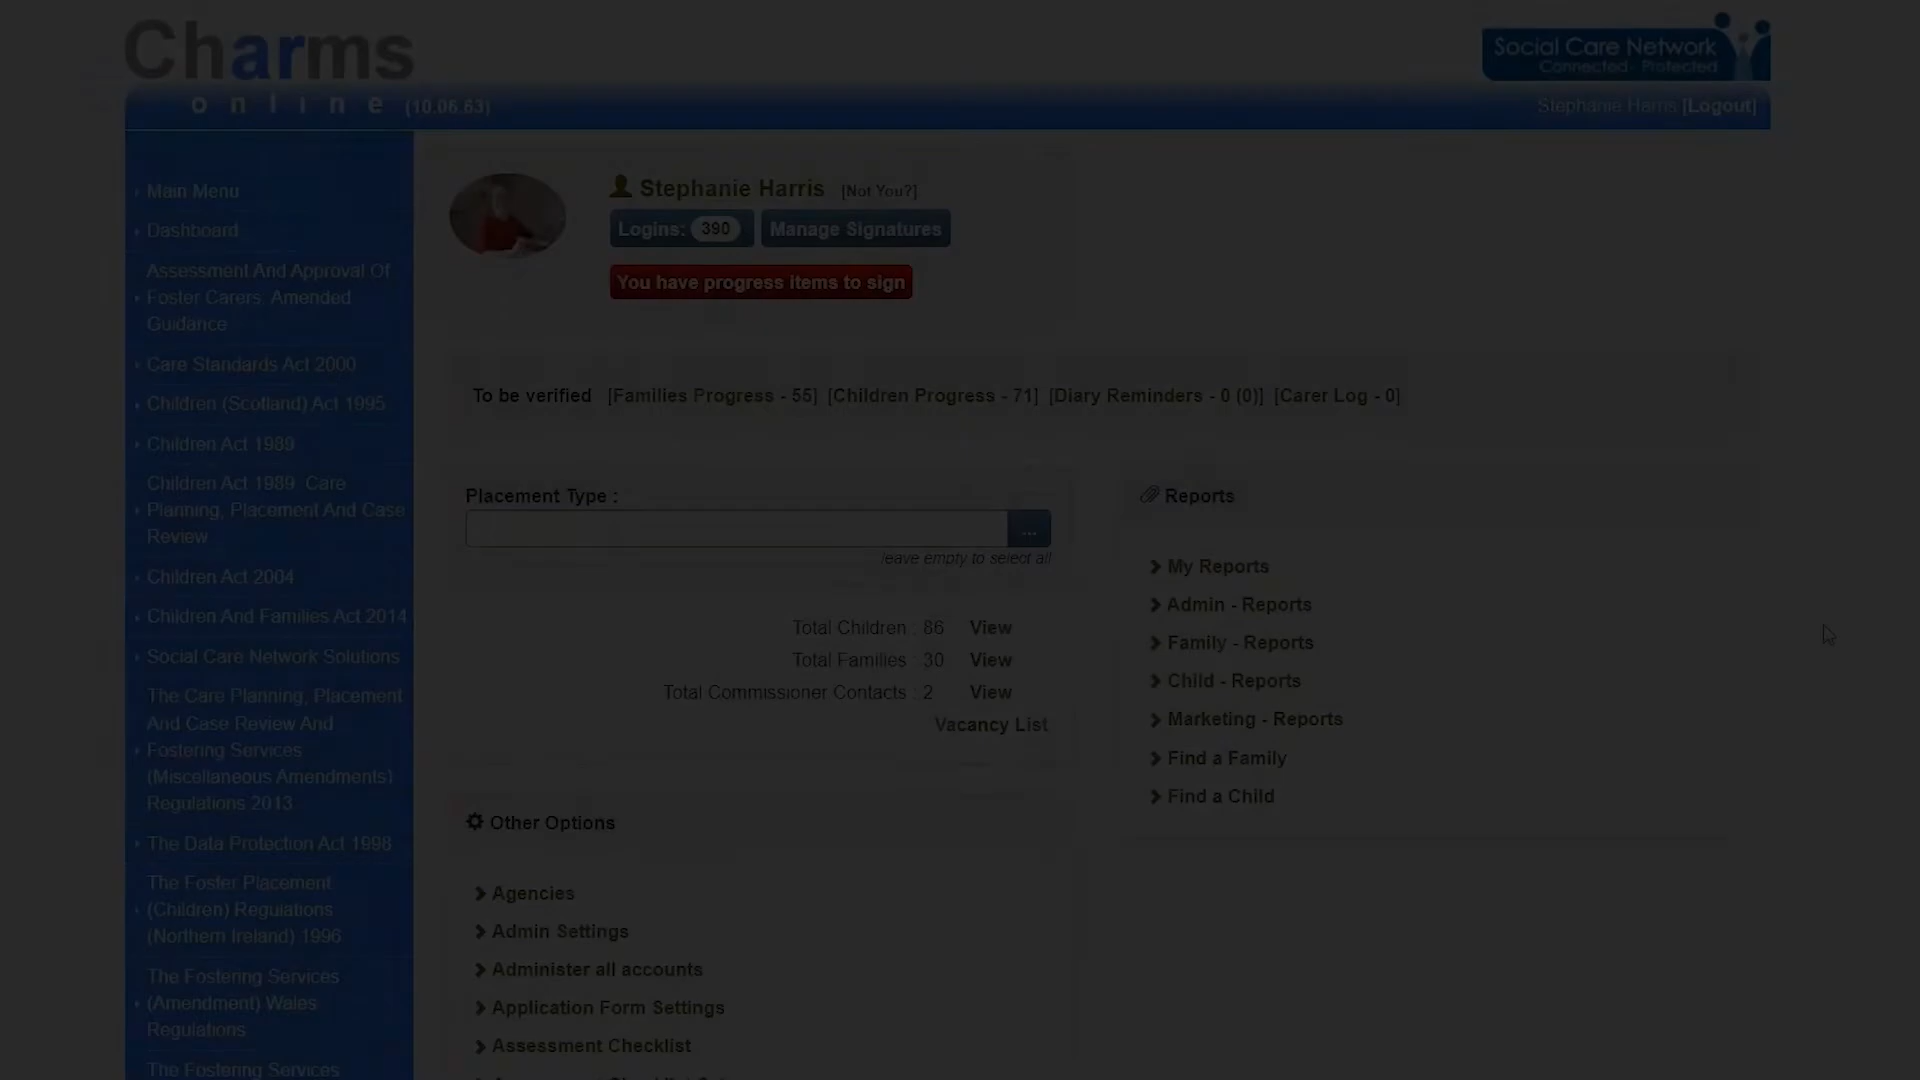 Charms
online (10.06.63)
Social Care Network
Connected - Protected
Stephanie Harris [Logout]
Main Menu
Dashboard
Assessment And Approval Of
Foster Carers: Amended
Guidance
Care Standards Act 2000
Children (Scotland) Act 1995
Children Act 1989
Children Act 1989 Care
Planning, Placement And Case
Review
Children Act 2004
Children And Families Act 2014
Social Care Network Solutions
The Care Planning, Placement
And Case Review And
Fostering Services
(Miscellaneous Amendments)
Regulations 2013
The Data Protection Act 1998
The Foster Placement
(Children) Regulations
(Northern Ireland) 1996
The Fostering Services
(Amendment) Wales
Regulations
The Fostering Services
Stephanie Harris [Not You?]
Logins: 390 Manage Signatures
You have progress items to sign
To be verified [Families Progress - 55] [Children Progress - 71] [Diary Reminders - 0 (0)] [Carer Log - 0]
Placement Type :
...
leave empty to select all
Total Children : 86 View
Total Families : 30 View
Total Commissioner Contacts : 2 View
Vacancy List
Other Options
Agencies
Admin Settings
Administer all accounts
Application Form Settings
Assessment Checklist
Reports
My Reports
Admin - Reports
Family - Reports
Child - Reports
Marketing - Reports
Find a Family
Find a Child